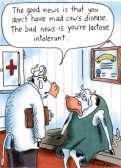 The good news is that you
don't have mad cow's disease.
The bad news is you're lactose
intolerant.